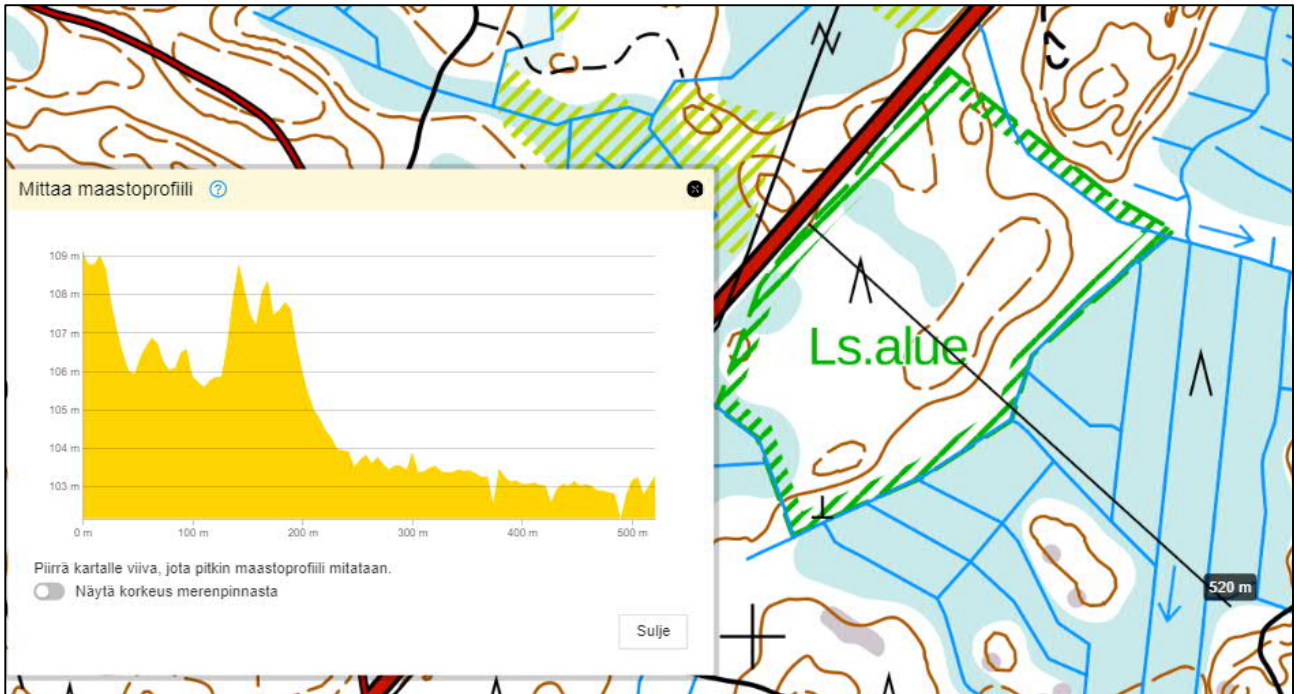 Mittaa maastoprofiili ?
109 m
108 m
107 m
106 m
105 m
104 m
103 m
0 m 100 m 200 m 300 m 400 m 500 m
Piirrä kartalle viiva, jota pitkin maastoprofiili mitataan.
Näytä korkeus merenpinnasta
Sulje
Ls.alue
520 m